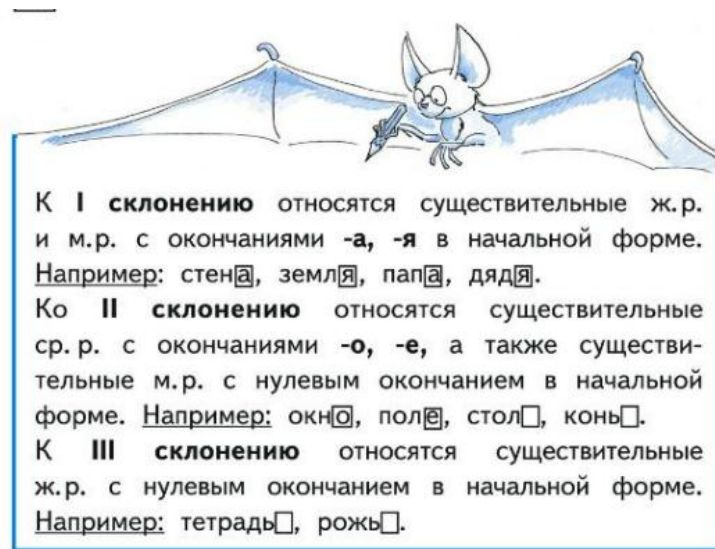 К I склонению относятся существительные ж.р.
и м.р. с окончаниями -а, -я в начальной форме.
Например: стена, земля, папа, дядя.
Ко II склонению относятся существительные
ср. р. с окончаниями -о, -е, а также существи-
тельные м.р. с нулевым окончанием в начальной
форме. Например: окно, поле, стол□, конь□.
К III склонению относятся существительные
ж.р. с нулевым окончанием в начальной форме.
Например: тетрадь□, рожь□.